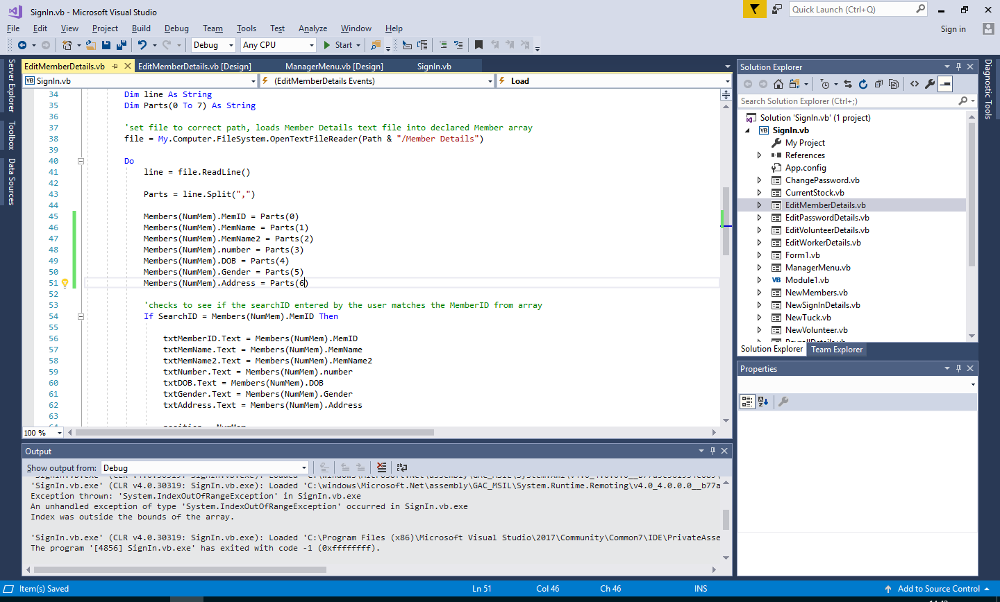 SignIn.vb - Microsoft Visual Studio
Quick Launch (Ctrl+Q)
File Edit View Project Build Debug Team Tools Test Analyze Window Help
Sign in
Debug Any CPU Start
Server Explorer
Toolbox
Data Sources
EditMemberDetails.vb EditMemberDetails.vb [Design] ManagerMenu.vb [Design] SignIn.vb
VB SignIn.vb (EditMemberDetails Events) Load
34 Dim line As String
35 Dim Parts(0 To 7) As String
36
37 'set file to correct path, loads Member Details text file into declared Member array
38 file = My.Computer.FileSystem.OpenTextFileReader(Path & "/Member Details")
39
40 Do
41 line = file.ReadLine()
42
43 Parts = line.Split(",")
44
45 Members(NumMem).MemID = Parts(0)
46 Members(NumMem).MemName = Parts(1)
47 Members(NumMem).MemName2 = Parts(2)
48 Members(NumMem).number = Parts(3)
49 Members(NumMem).DOB = Parts(4)
50 Members(NumMem).Gender = Parts(5)
51 Members(NumMem).Address = Parts(6)
52
53 'checks to see if the searchID entered by the user matches the MemberID from array
54 If SearchID = Members(NumMem).MemID Then
55
56 txtMemberID.Text = Members(NumMem).MemID
57 txtMemName.Text = Members(NumMem).MemName
58 txtMemName2.Text = Members(NumMem).MemName2
59 txtNumber.Text = Members(NumMem).number
60 txtDOB.Text = Members(NumMem).DOB
61 txtGender.Text = Members(NumMem).Gender
62 txtAddress.Text = Members(NumMem).Address
63
100 %
Output
Show output from: Debug
'SignIn.vb.exe' (CLR v4.0.30319: SignIn.vb.exe): Loaded 'C:\windows\Microsoft.Net\assembly\GAC_MSIL\System.Runtime.Remoting\v4.0_4.0.0.0__b77a
Exception thrown: 'System.IndexOutOfRangeException' in SignIn.vb.exe
An unhandled exception of type 'System.IndexOutOfRangeException' occurred in SignIn.vb.exe
Index was outside the bounds of the array.
'SignIn.vb.exe' (CLR v4.0.30319: SignIn.vb.exe): Loaded 'C:\Program Files (x86)\Microsoft Visual Studio\2017\Community\Common7\IDE\PrivateAsse
The program '[4856] SignIn.vb.exe' has exited with code -1 (0xffffffff).
Solution Explorer
Search Solution Explorer (Ctrl+;)
Solution 'SignIn.vb' (1 project)
VB SignIn.vb
My Project
References
App.config
ChangePassword.vb
CurrentStock.vb
EditMemberDetails.vb
EditPasswordDetails.vb
EditVolunteerDetails.vb
EditWorkerDetails.vb
Form1.vb
ManagerMenu.vb
VB Module1.vb
NewMembers.vb
NewSignInDetails.vb
NewTuck.vb
NewVolunteer.vb
Solution Explorer Team Explorer
Properties
Diagnostic Tools
Item(s) Saved Ln 51 Col 46 Ch 46 INS Add to Source Control